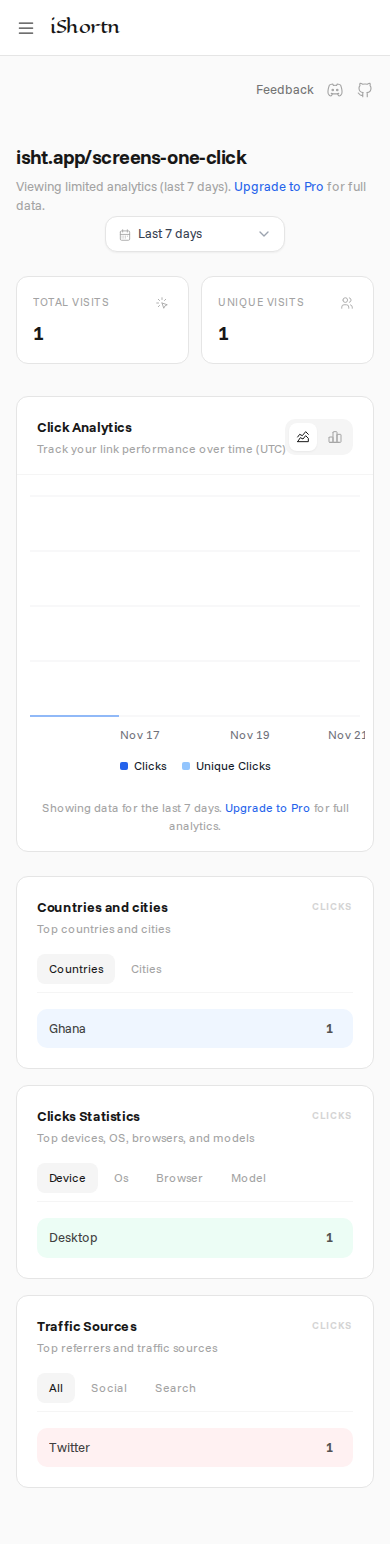 iShortn
Feedback
isht.app/screens-one-click
Viewing limited analytics (last 7 days). Upgrade to Pro for full
data.
Last 7 days
TOTAL VISITS
1
UNIQUE VISITS
1
Click Analytics
Track your link performance over time (UTC)
Nov 17 Nov 19 Nov 21
Clicks Unique Clicks
Showing data for the last 7 days. Upgrade to Pro for full
analytics.
Countries and cities CLICKS
Top countries and cities
Countries Cities
Ghana 1
Clicks Statistics CLICKS
Top devices, OS, browsers, and models
Device Os Browser Model
Desktop 1
Traffic Sources CLICKS
Top referrers and traffic sources
All Social Search
Twitter 1